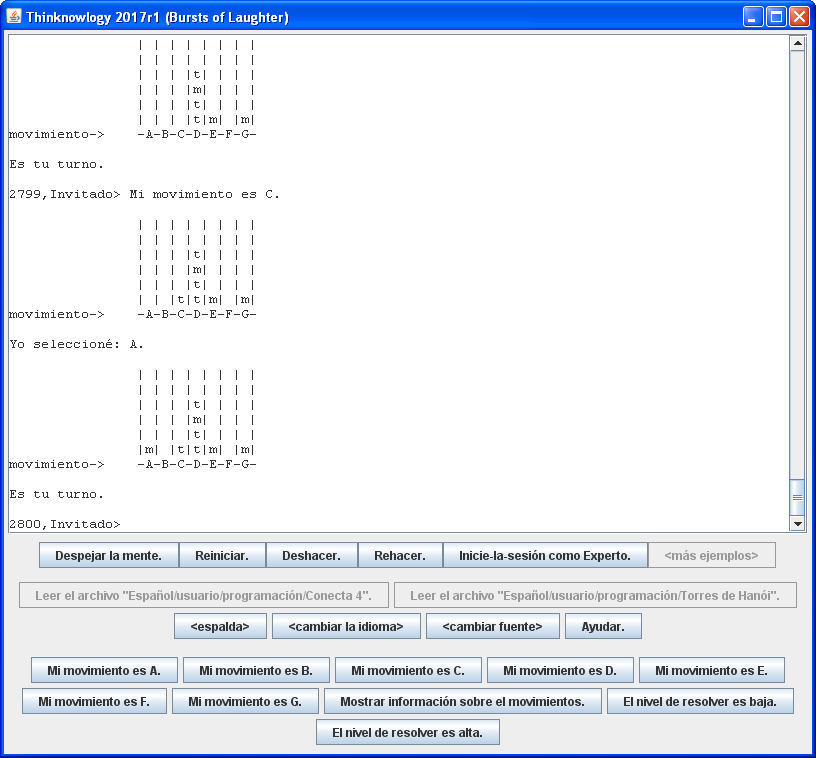 Thinknowlogy 2017r1 (Bursts of Laughter)
| | | | | | | |
| | | | | | | |
| | | |t| | | |
| | | |m| | | |
| | | |t| | | |
| | | |t|m| |m|
movimiento-> -A-B-C-D-E-F-G-
Es tu turno.
2799,Invitado> Mi movimiento es C.
| | | | | | | |
| | | | | | | |
| | | |t| | | |
| | | |m| | | |
| | | |t| | | |
| | |t|t|m| |m|
movimiento-> -A-B-C-D-E-F-G-
Yo seleccioné: A.
| | | | | | | |
| | | | | | | |
| | | |t| | | |
| | | |m| | | |
| | | |t| | | |
|m| |t|t|m| |m|
movimiento-> -A-B-C-D-E-F-G-
Es tu turno.
2800,Invitado>
Despejar la mente. Reiniciar. Deshacer. Rehacer. Inicie-la-sesión como Experto. <más ejemplos>
Leer el archivo "Español/usuario/programación/Conecta 4". Leer el archivo "Español/usuario/programación/Torres de Hanói".
<espalda> <cambiar la idioma> <cambiar fuente> Ayudar.
Mi movimiento es A. Mi movimiento es B. Mi movimiento es C. Mi movimiento es D. Mi movimiento es E.
Mi movimiento es F. Mi movimiento es G. Mostrar información sobre el movimientos. El nivel de resolver es baja.
El nivel de resolver es alta.